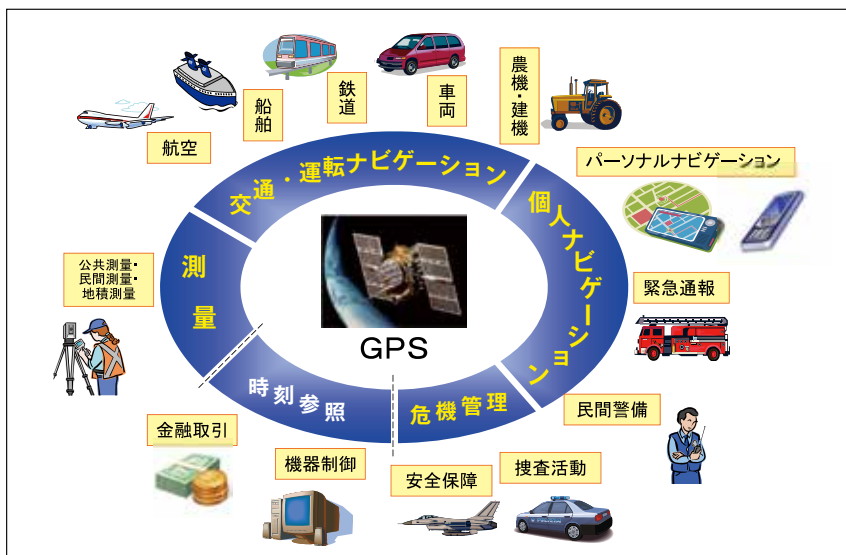 航空
船舶
鉄道
車両
農機・建機
パーソナルナビゲーション
交通・運転ナビゲーション
個人ナビゲーション
測量
公共測量・
民間測量・
地積測量
GPS
緊急通報
時刻参照
危機管理
民間警備
金融取引
機器制御
安全保障
捜査活動